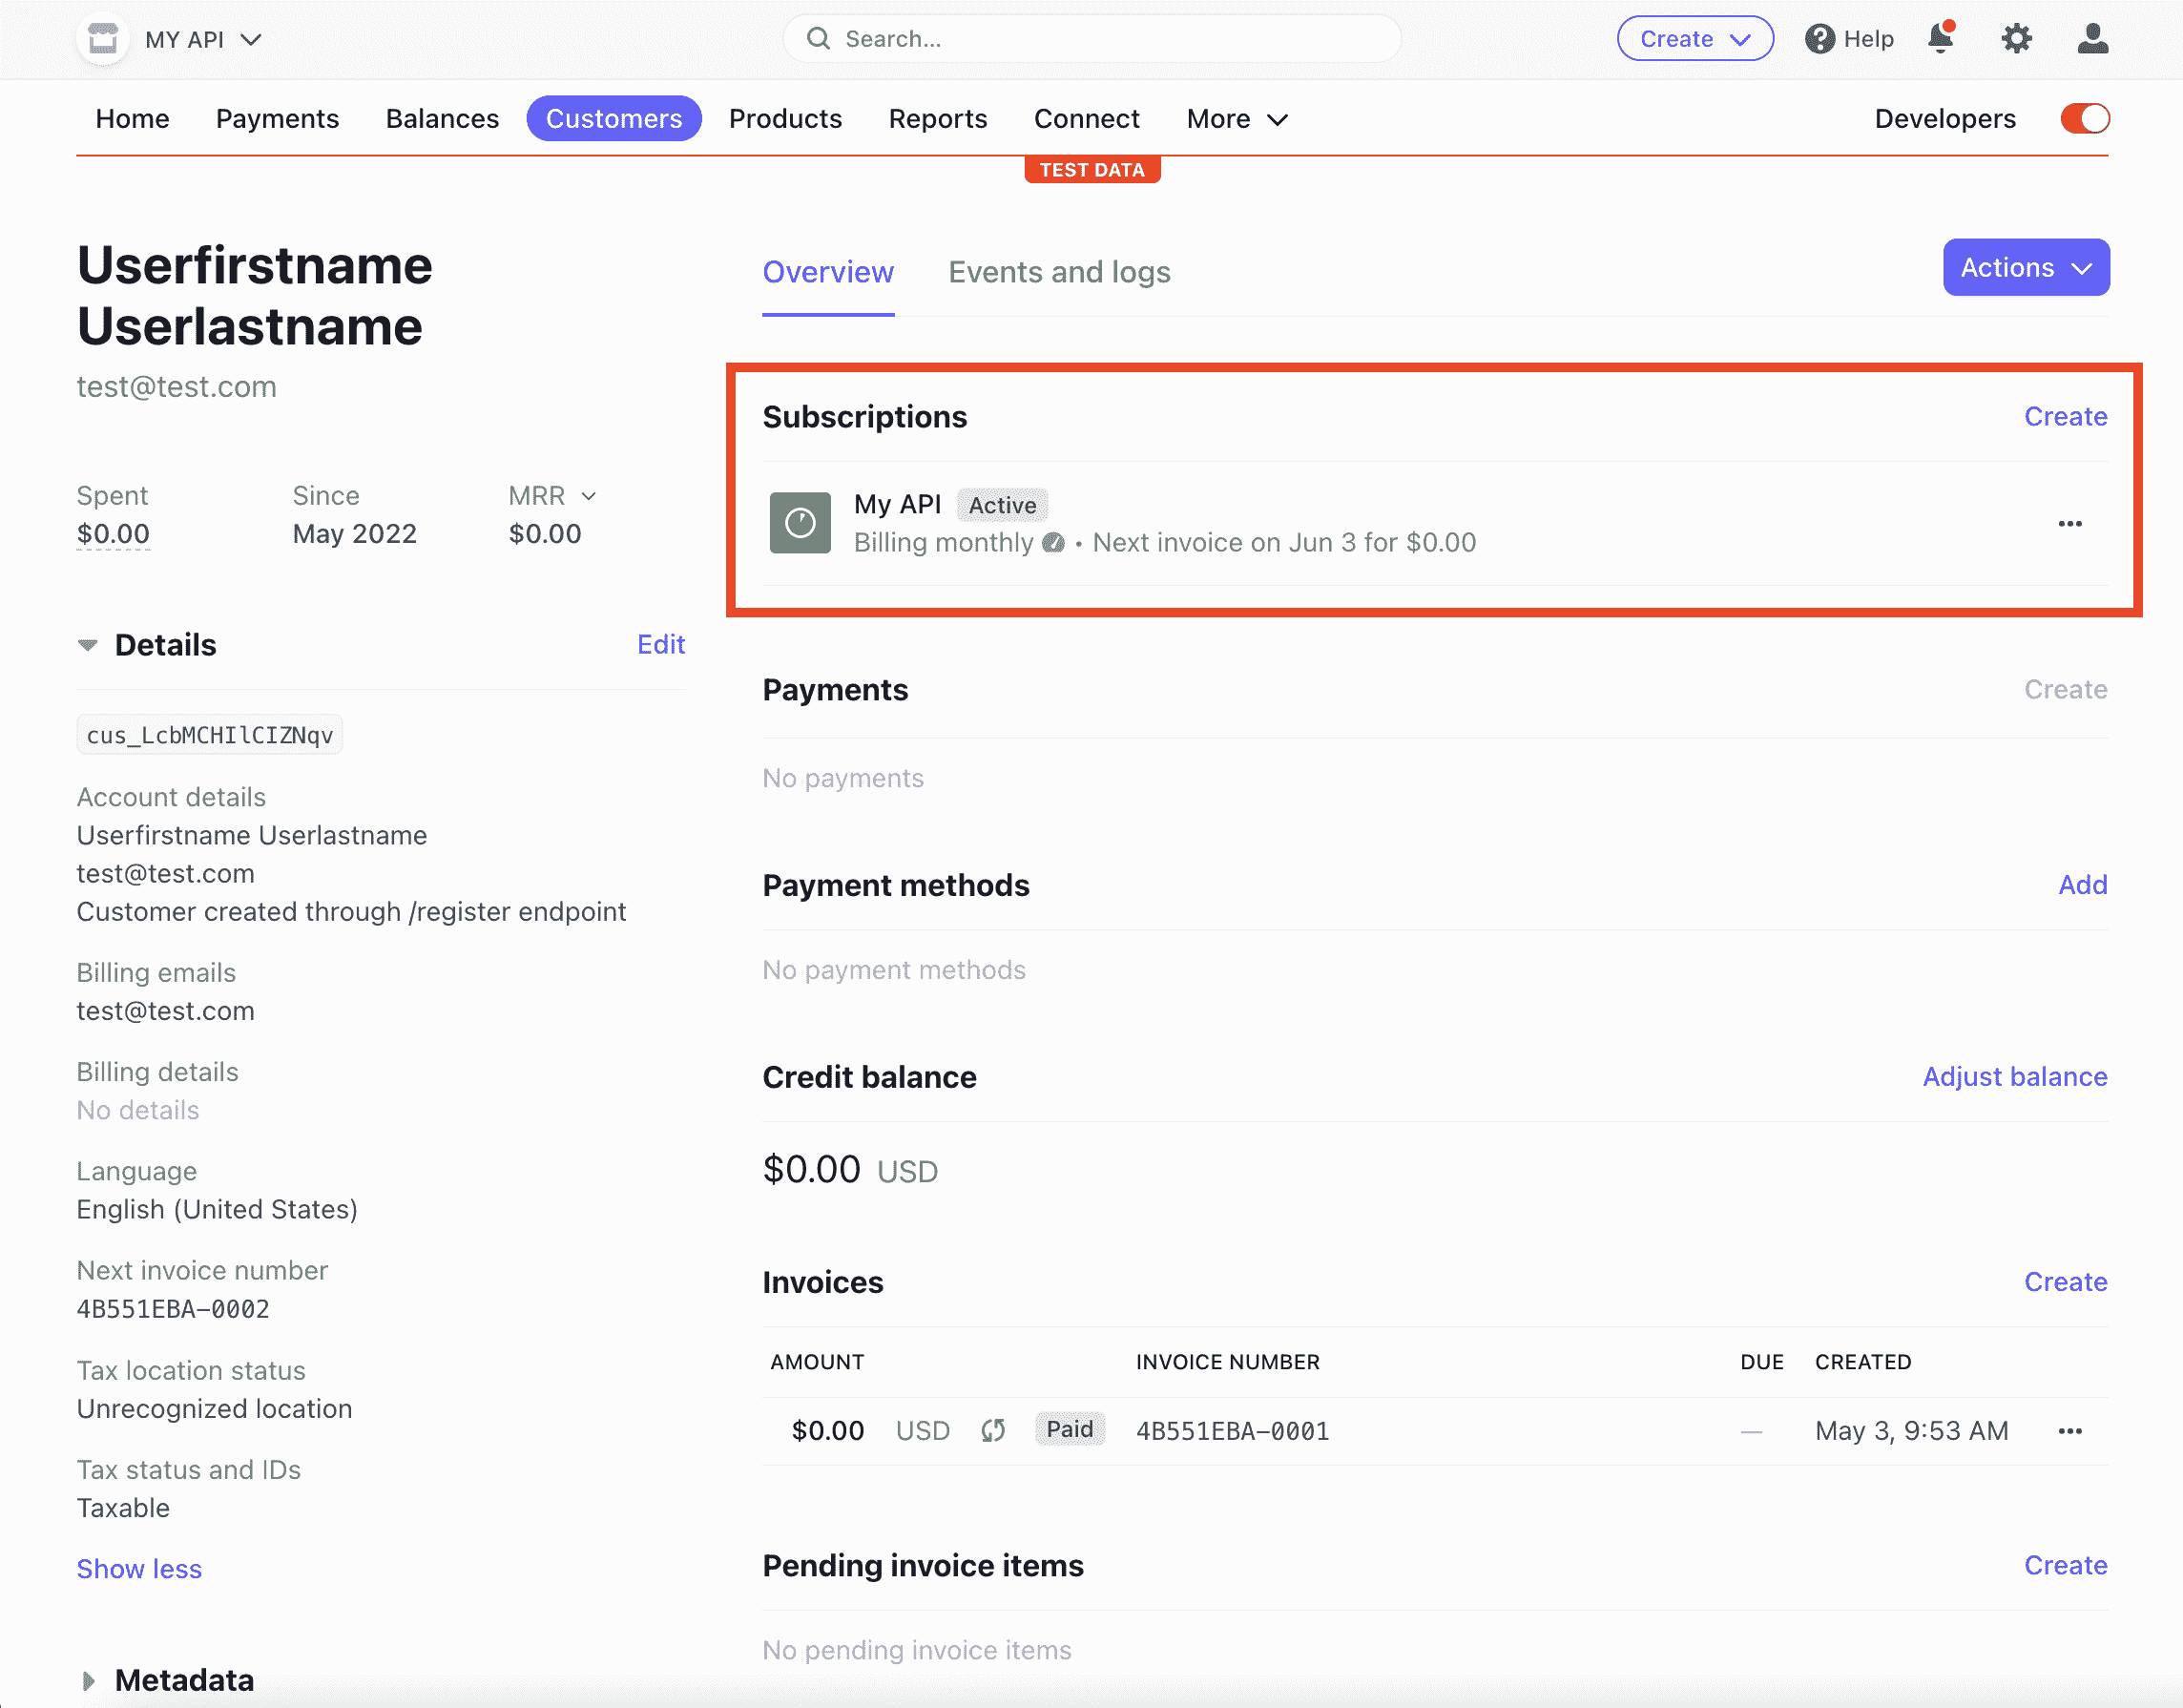 MY API
Search...
Create
Help
Home
Payments
Balances
Customers
Products
Reports
Connect
More
Developers
TEST DATA
Userfirstname
Userlastname
test@test.com
Spent
Since
MRR
$0.00
May 2022
$0.00
Details
Edit
cus_LcbMCHIlCIZNqv
Account details
Userfirstname Userlastname
test@test.com
Customer created through /register endpoint
Billing emails
test@test.com
Billing details
No details
Language
English (United States)
Next invoice number
4B551EBA–0002
Tax location status
Unrecognized location
Tax status and IDs
Taxable
Show less
Metadata
Overview
Events and logs
Actions
Subscriptions
Create
My API
Active
Billing monthly • Next invoice on Jun 3 for $0.00
Payments
Create
No payments
Payment methods
Add
No payment methods
Credit balance
Adjust balance
$0.00 USD
Invoices
Create
AMOUNT
INVOICE NUMBER
DUE
CREATED
$0.00 USD
Paid
4B551EBA–0001
—
May 3, 9:53 AM
Pending invoice items
Create
No pending invoice items